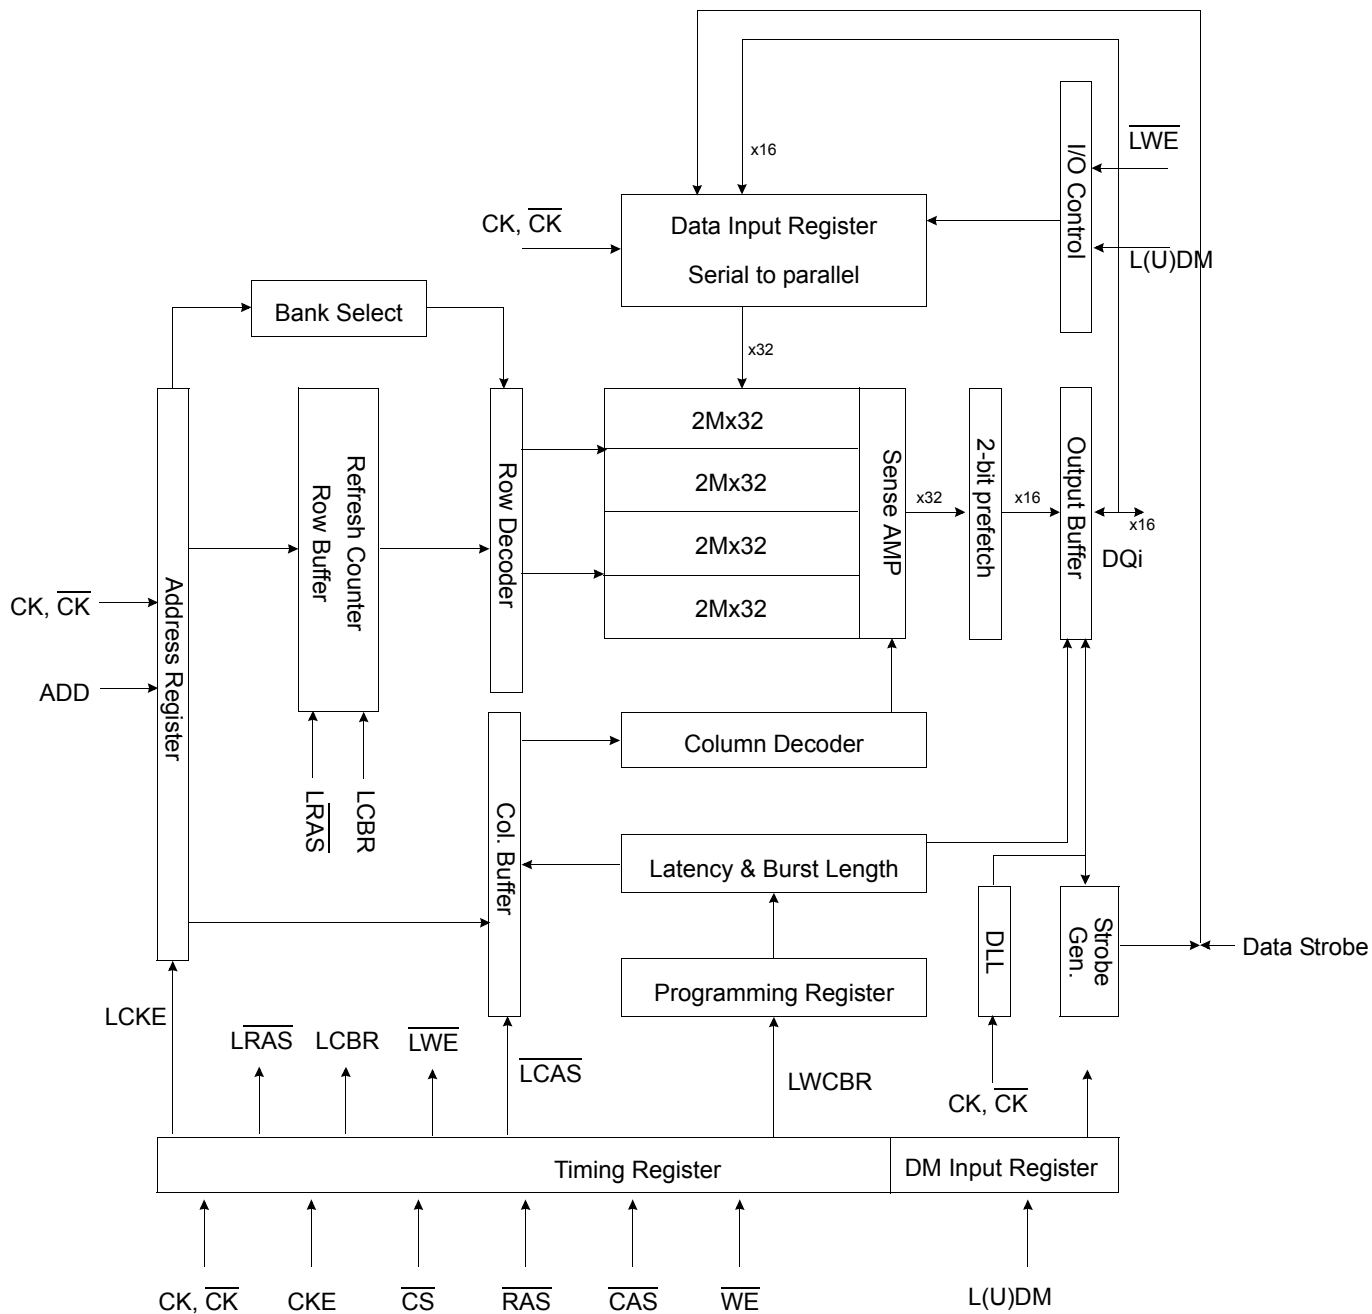 x16
LWE
I/O Control
L(U)DM
CK, CK
Data Input Register
Serial to parallel
x32
Bank Select
Address Register
Refresh Counter
Row Buffer
Row Decoder
2Mx32
2Mx32
2Mx32
2Mx32
Sense AMP
x32
2-bit prefetch
x16
Output Buffer
x16
DQi
CK, CK
ADD
LRAS
LCBR
Col. Buffer
Column Decoder
Latency & Burst Length
Programming Register
DLL
Strobe
Gen.
Data Strobe
CK, CK
LCKE
LRAS
LCBR
LWE
LCAS
LWCBR
Timing Register
DM Input Register
CK, CK
CKE
CS
RAS
CAS
WE
L(U)DM